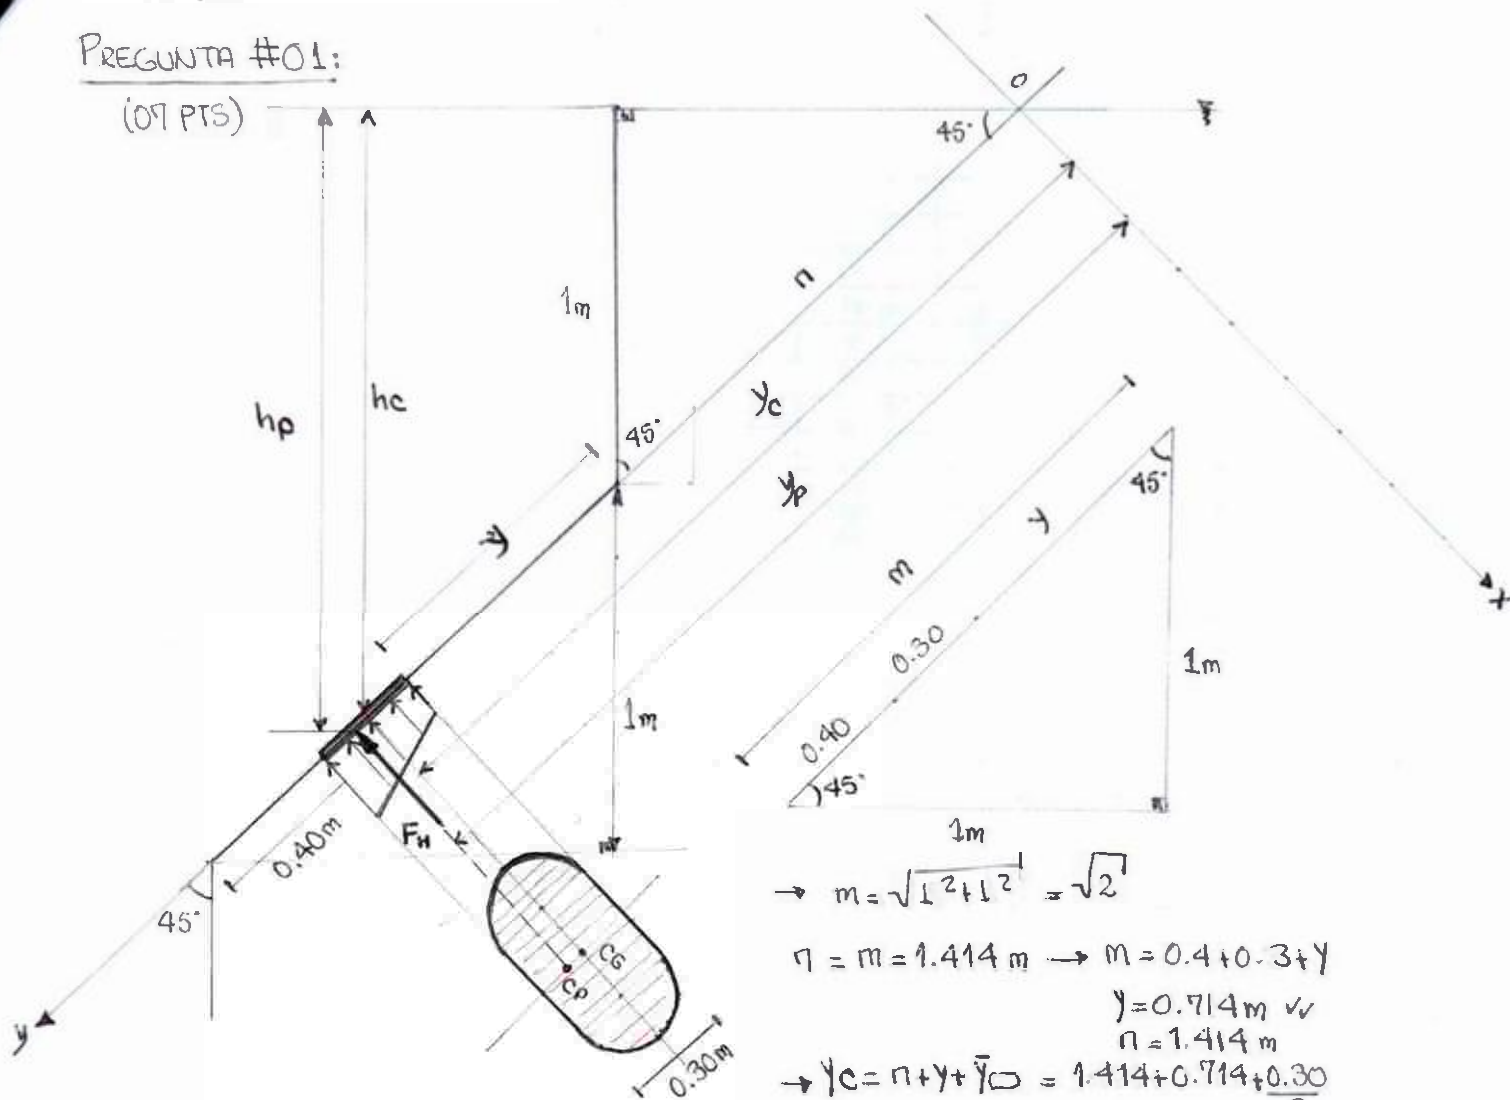 PREGUNTA #01:
(07 PTS)
O
45°
n
1m
hp
hc
yc
45°
yp
y
45°
y
m
0.30
1m
0.40
45°
1m
x
1m
0.40m
FH
45°
CG
CP
y
0.30m
→ m = √1²+1² = √2
n = m = 1.414 m → m = 0.4+0.3+y
y = 0.714m ✓✓
n = 1.414 m
→ yc = n+y+ȳ▭ = 1.414+0.714+0.30